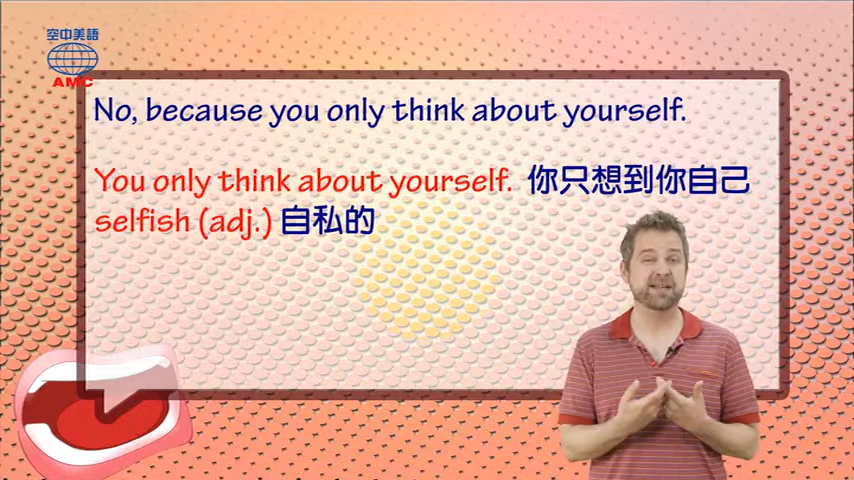 空中美語
AMC
No, because you only think about yourself.
You only think about yourself. 你只想到你自己
selfish (adj.) 自私的